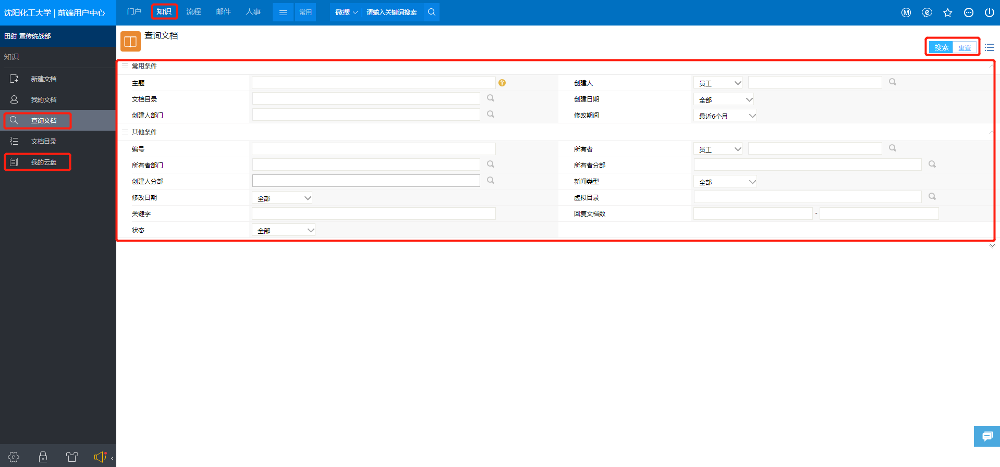 沈阳化工大学 | 前端用户中心
门户 知识 流程 邮件 人事 常用 微搜 请输入关键词搜索
田甜 宣传统战部
知识
新建文档
我的文档
查询文档
文档目录
我的云盘
查询文档
搜索 重置
常用条件
主题 创建人 员工
文档目录 创建日期 全部
创建人部门 修改期间 最近6个月
其他条件
编号 所有者 员工
所有者部门 所有者分部
创建人分部 新闻类型 全部
修改日期 全部 虚拟目录
关键字 回复文档数 -
状态 全部